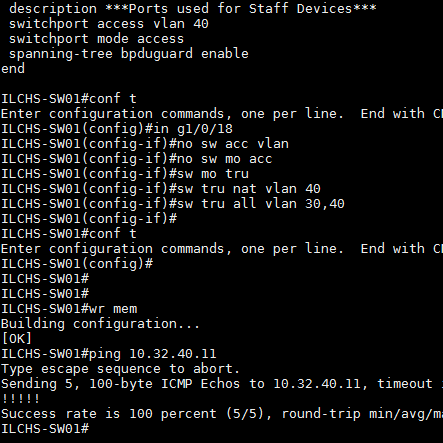 description ***Ports used for Staff Devices***
switchport access vlan 40
switchport mode access
spanning-tree bpduguard enable
end
ILCHS-SW01#conf t
Enter configuration commands, one per line.  End with
ILCHS-SW01(config)#in g1/0/18
ILCHS-SW01(config-if)#no sw acc vlan
ILCHS-SW01(config-if)#no sw mo acc
ILCHS-SW01(config-if)#sw mo tru
ILCHS-SW01(config-if)#sw tru nat vlan 40
ILCHS-SW01(config-if)#sw tru all vlan 30,40
ILCHS-SW01(config-if)#
ILCHS-SW01#conf t
Enter configuration commands, one per line.  End with
ILCHS-SW01(config)#
ILCHS-SW01#
ILCHS-SW01#
ILCHS-SW01#wr mem
Building configuration...
[OK]
ILCHS-SW01#ping 10.32.40.11
Type escape sequence to abort.
Sending 5, 100-byte ICMP Echos to 10.32.40.11, timeout
!!!!!
Success rate is 100 percent (5/5), round-trip min/avg/
ILCHS-SW01#